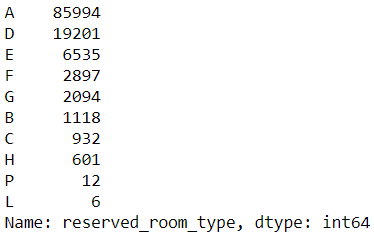 A    85994
D    19201
E     6535
F     2897
G     2094
B     1118
C      932
H      601
P       12
L        6
Name: reserved_room_type, dtype: int64